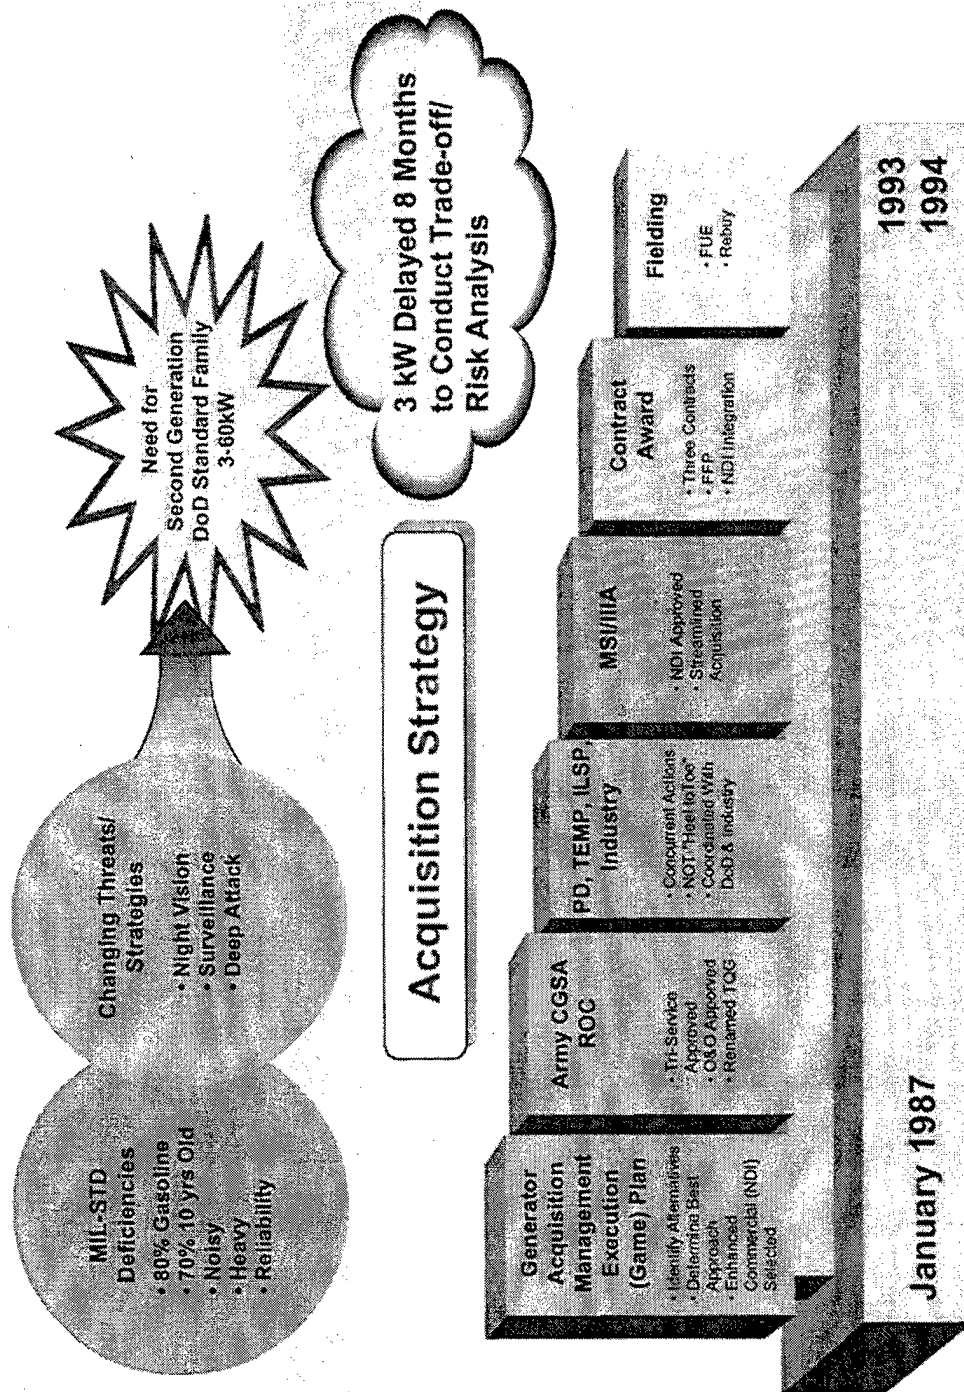 MIL-STD
Deficiencies
• 80% Gasoline
• 70% 10 yrs Old
• Noisy
• Heavy
• Reliability
Changing Threats/
Strategies
• Night Vision
• Surveillance
• Deep Attack
Need for
Second Generation
DoD Standard Family
3-60kW
Acquisition Strategy
3 kW Delayed 8 Months
to Conduct Trade-off/
Risk Analysis
Generator
Acquisition
Management
Execution
(Game) Plan
• Identify Alternatives
• Determine Best
Approach
• Enhanced
Commercial (NDI)
Selected
Army CGSA
ROC
• Tri-Service
Approved
• O&O Apporved
• Renamed TQG
PD, TEMP, ILSP,
Industry
• Concurrent Actions
• NOT "Heel toToe"
• Coordinated With
DoD & Industry
MSI/IIIA
• NDI Approved
• Streamlined
Acquisition
Contract
Award
• Three Contracts
• FFP
• NDI Integration
Fielding
• FUE
• Rebuy
January 1987
1993
1994